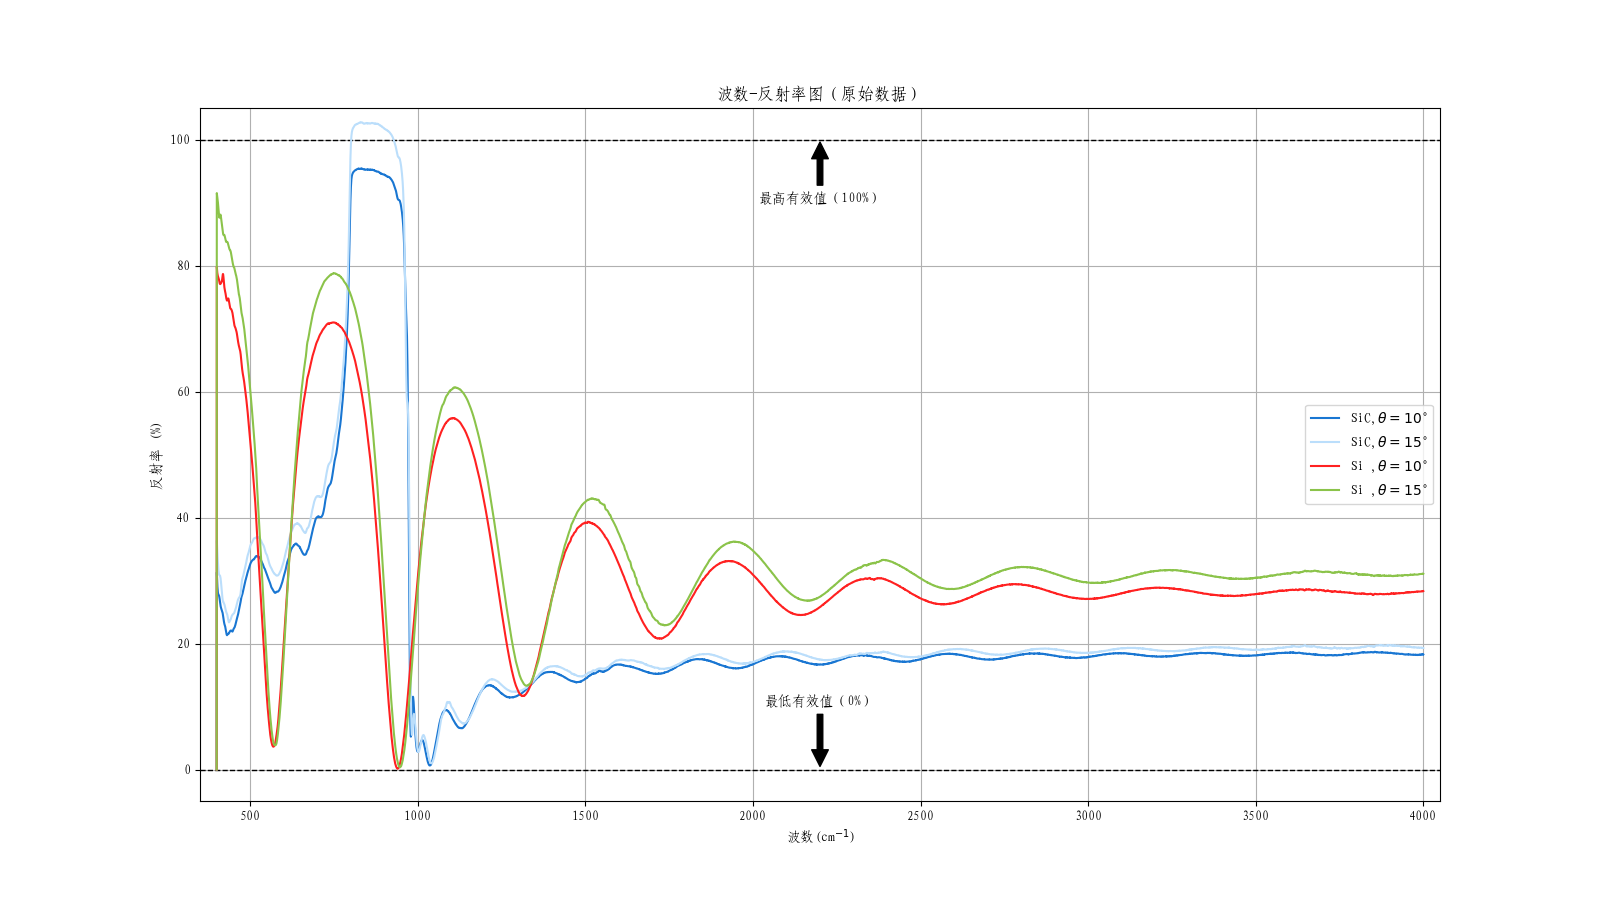 波数-反射率图（原始数据）
100
80
60
40
20
0
反射率 (%)
最高有效值（100%）
SiC,θ = 10°
SiC,θ = 15°
Si ,θ = 10°
Si ,θ = 15°
最低有效值（0%）
500 1000 1500 2000 2500 3000 3500 4000
波数(cm⁻¹)